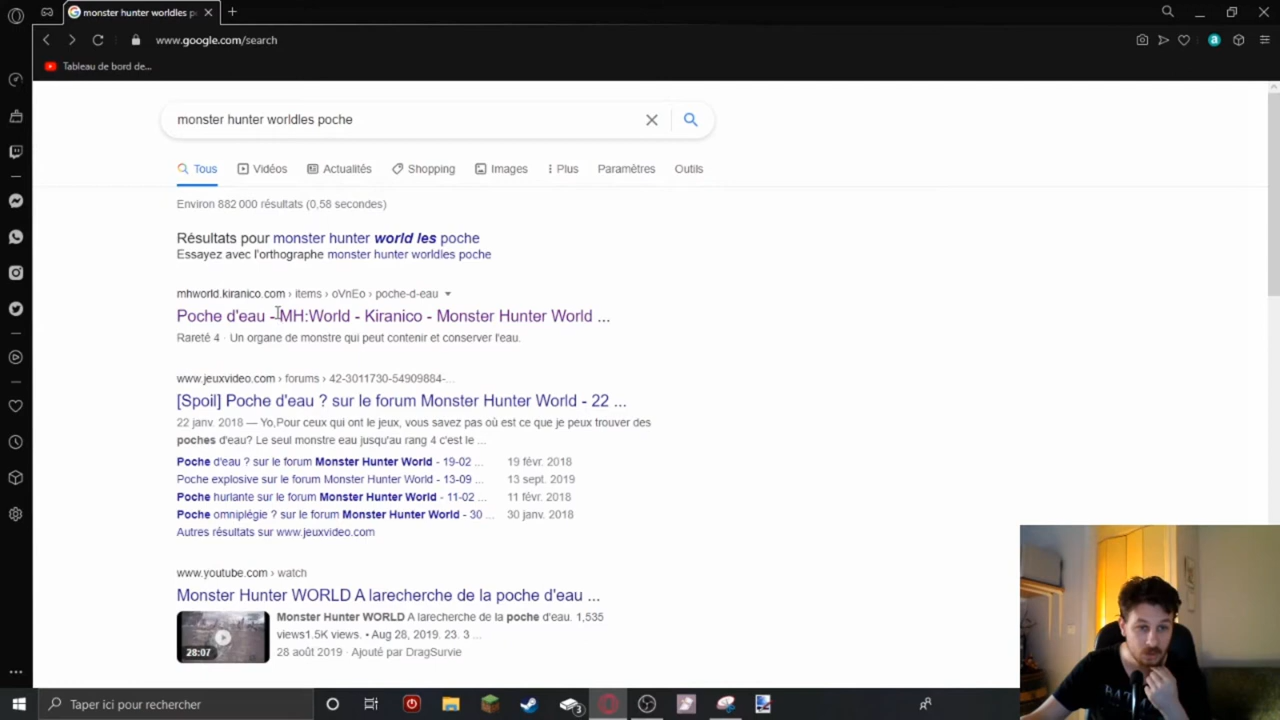 monster hunter worldles p
Tableau de bord de...
www.google.com/search
monster hunter worldles poche
Tous Vidéos Actualités Shopping Images Plus Paramètres Outils
Environ 882 000 résultats (0,58 secondes)
Résultats pour monster hunter world les poche
Essayez avec l'orthographe monster hunter worldles poche
mhworld.kiranico.com › items › oVnEo › poche-d-eau
Poche d'eau - MH:World - Kiranico - Monster Hunter World ...
Rareté 4 · Un organe de monstre qui peut contenir et conserver l'eau.
www.jeuxvideo.com › forums › 42-3011730-54909884-...
[Spoil] Poche d'eau ? sur le forum Monster Hunter World - 22 ...
22 janv. 2018 — Yo,Pour ceux qui ont le jeux, vous savez pas où est ce que je peux trouver des
poches d'eau? Le seul monstre eau jusqu'au rang 4 c'est le ...
Poche d'eau ? sur le forum Monster Hunter World - 19-02 ... 19 févr. 2018
Poche explosive sur le forum Monster Hunter World - 13-09 ... 13 sept. 2019
Poche hurlante sur le forum Monster Hunter World - 11-02 ... 11 févr. 2018
Poche omniplégie ? sur le forum Monster Hunter World - 30 ... 30 janv. 2018
Autres résultats sur www.jeuxvideo.com
www.youtube.com › watch
Monster Hunter WORLD A larecherche de la poche d'eau ...
Monster Hunter WORLD A larecherche de la poche d'eau. 1,535
views1.5K views. • Aug 28, 2019. 23. 3 ...
28:07
28 août 2019 · Ajouté par DragSurvie
Taper ici pour rechercher
3